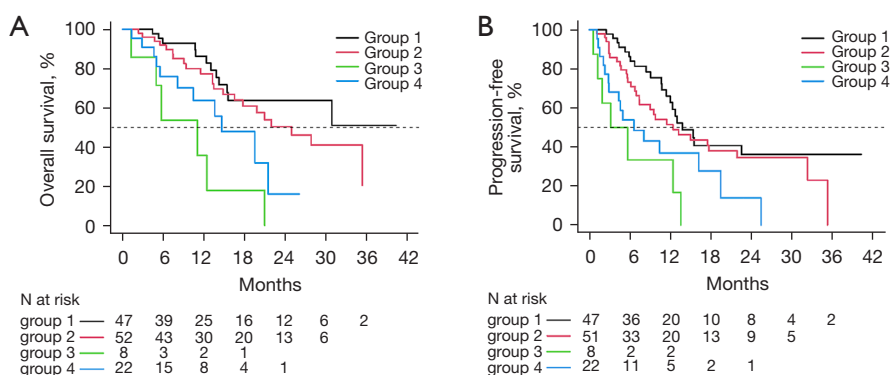 A
Overall survival, %
100
80
60
40
20
0
Group 1
Group 2
Group 3
Group 4
0 6 12 18 24 30 36 42
Months
N at risk
group 1 47 39 25 16 12 6 2
group 2 52 43 30 20 13 6
group 3 8 3 2 1
group 4 22 15 8 4 1
B
Progression-free
survival, %
100
80
60
40
20
0
Group 1
Group 2
Group 3
Group 4
0 6 12 18 24 30 36 42
Months
N at risk
group 1 47 36 20 10 8 4 2
group 2 51 33 20 13 9 5
group 3 8 2 2
group 4 22 11 5 2 1